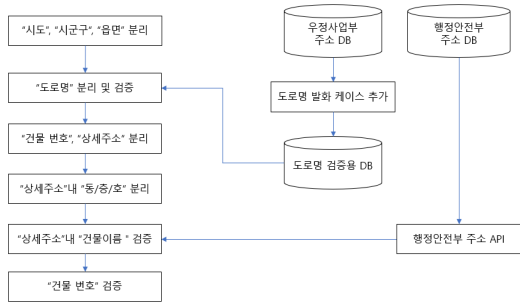 "시도", "시군구", "읍면" 분리
"도로명" 분리 및 검증
"건물 번호", "상세주소" 분리
"상세주소"내 "동/층/호" 분리
"상세주소"내 "건물이름 " 검증
"건물 번호" 검증
우정사업부
주소 DB
도로명 발화 케이스 추가
도로명 검증용 DB
행정안전부
주소 DB
행정안전부 주소 API